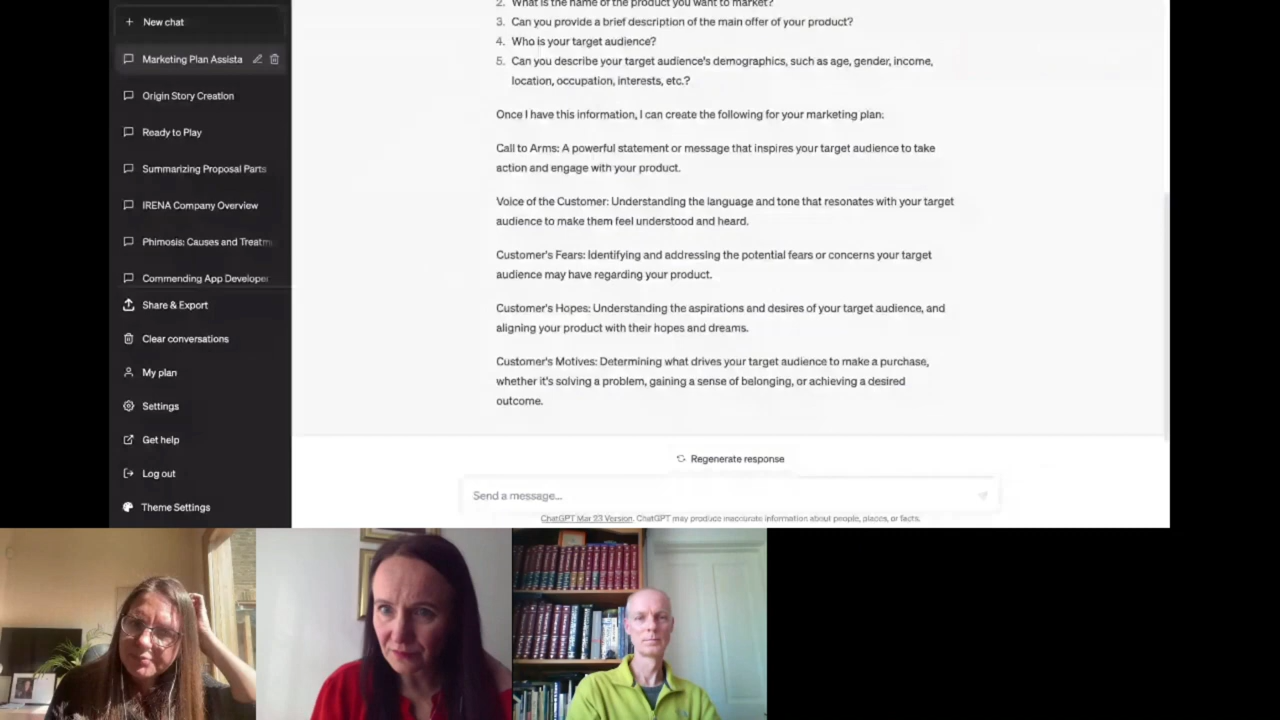 New chat
Marketing Plan Assista
Origin Story Creation
Ready to Play
Summarizing Proposal Parts
IRENA Company Overview
Phimosis: Causes and Treatm
Commending App Developer
Share & Export
Clear conversations
My plan
Settings
Get help
Log out
Theme Settings
2. What is the name of the product you want to market?
3. Can you provide a brief description of the main offer of your product?
4. Who is your target audience?
5. Can you describe your target audience's demographics, such as age, gender, income,
location, occupation, interests, etc.?
Once I have this information, I can create the following for your marketing plan:
Call to Arms: A powerful statement or message that inspires your target audience to take
action and engage with your product.
Voice of the Customer: Understanding the language and tone that resonates with your target
audience to make them feel understood and heard.
Customer's Fears: Identifying and addressing the potential fears or concerns your target
audience may have regarding your product.
Customer's Hopes: Understanding the aspirations and desires of your target audience, and
aligning your product with their hopes and dreams.
Customer's Motives: Determining what drives your target audience to make a purchase,
whether it's solving a problem, gaining a sense of belonging, or achieving a desired
outcome.
Regenerate response
Send a message...
ChatGPT Mar 23 Version. ChatGPT may produce inaccurate information about people, places, or facts.